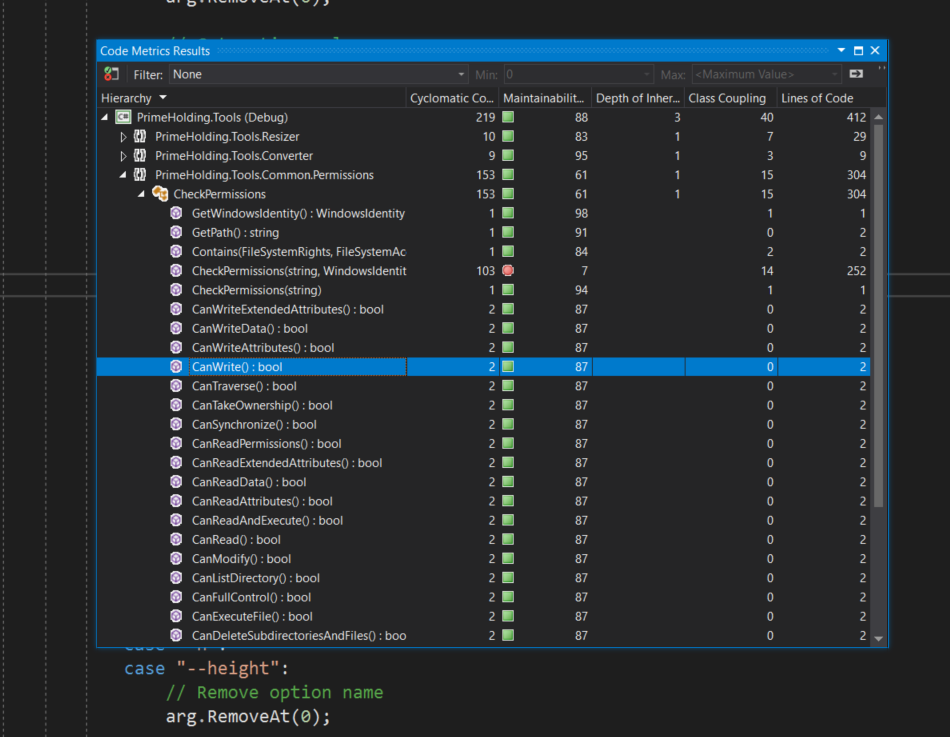 arg.RemoveAt(0);
Code Metrics Results
Filter: None Min: 0 Max: <Maximum Value>
Hierarchy Cyclomatic Co... Maintainabilit... Depth of Inher... Class Coupling Lines of Code
PrimeHolding.Tools (Debug) 219 88 3 40 412
PrimeHolding.Tools.Resizer 10 83 1 7 29
PrimeHolding.Tools.Converter 9 95 1 3 9
PrimeHolding.Tools.Common.Permissions 153 61 1 15 304
CheckPermissions 153 61 1 15 304
GetWindowsIdentity() : WindowsIdentity 1 98 1 1
GetPath() : string 1 91 0 2
Contains(FileSystemRights, FileSystemAc 1 84 2 2
CheckPermissions(string, WindowsIdentit 103 7 14 252
CheckPermissions(string) 1 94 1 1
CanWriteExtendedAttributes() : bool 2 87 0 2
CanWriteData() : bool 2 87 0 2
CanWriteAttributes() : bool 2 87 0 2
CanWrite() : bool 2 87 0 2
CanTraverse() : bool 2 87 0 2
CanTakeOwnership() : bool 2 87 0 2
CanSynchronize() : bool 2 87 0 2
CanReadPermissions() : bool 2 87 0 2
CanReadExtendedAttributes() : bool 2 87 0 2
CanReadData() : bool 2 87 0 2
CanReadAttributes() : bool 2 87 0 2
CanReadAndExecute() : bool 2 87 0 2
CanRead() : bool 2 87 0 2
CanModify() : bool 2 87 0 2
CanListDirectory() : bool 2 87 0 2
CanFullControl() : bool 2 87 0 2
CanExecuteFile() : bool 2 87 0 2
CanDeleteSubdirectoriesAndFiles() : boo 2 87 0 2
case "--height":
// Remove option name
arg.RemoveAt(0);